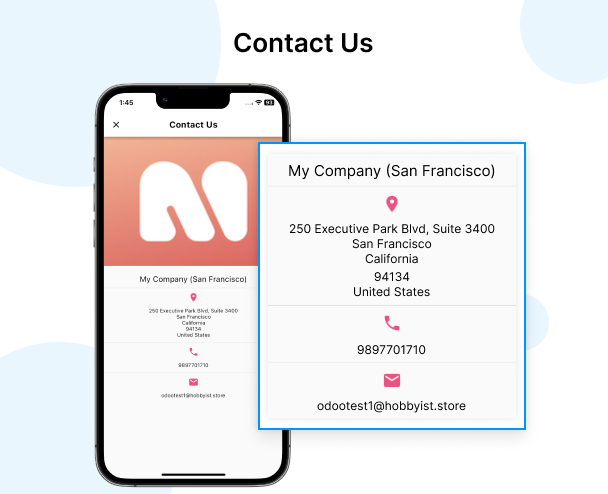 Contact Us
1:45
93
Contact Us
My Company (San Francisco)
250 Executive Park Blvd, Suite 3400
San Francisco
California
94134
United States
9897701710
odootest1@hobbyist.store
My Company (San Francisco)
250 Executive Park Blvd, Suite 3400
San Francisco
California
94134
United States
9897701710
odootest1@hobbyist.store